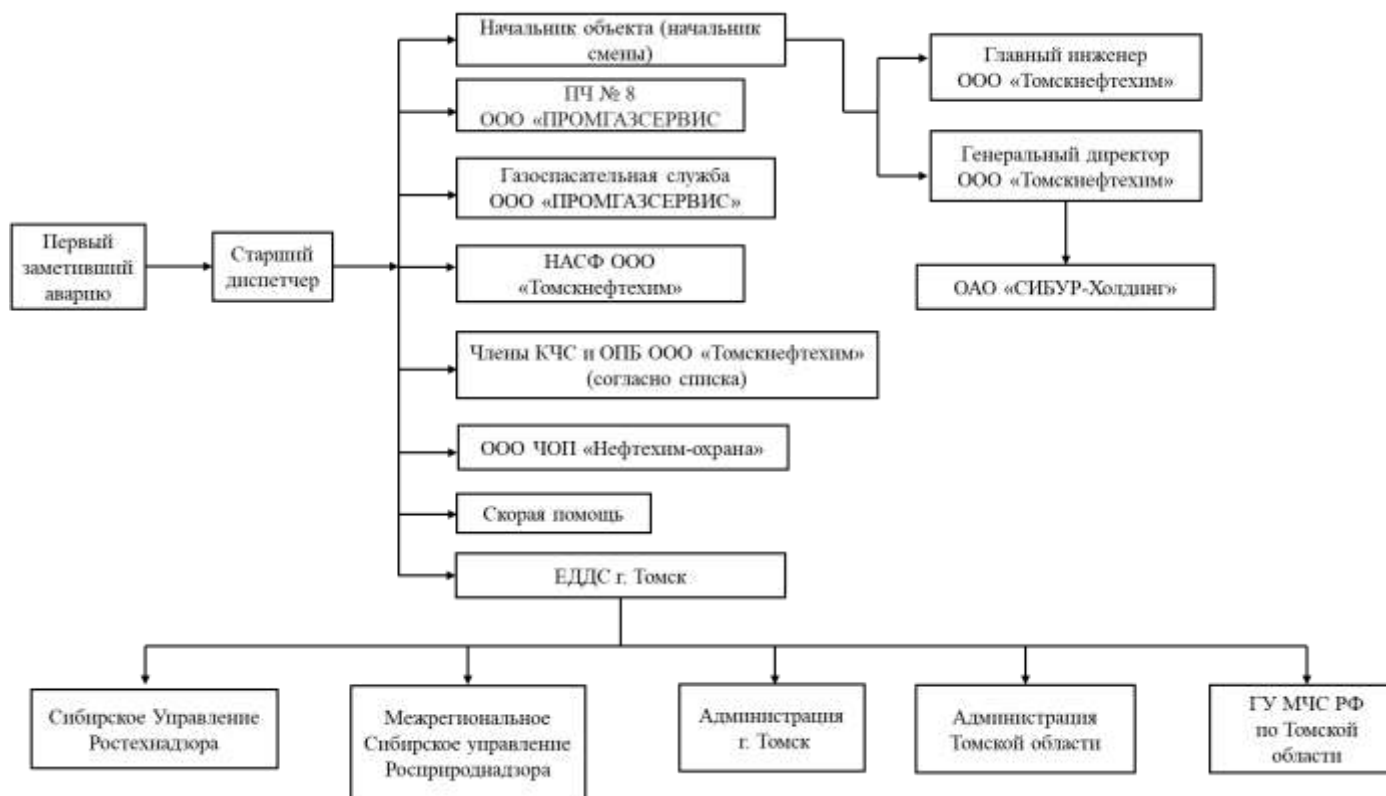 Начальник объекта (начальник
смены)
Главный инженер
ООО «Томскнефтехим»
ПЧ № 8
ООО «ПРОМГАЗСЕРВИС
Генеральный директор
ООО «Томскнефтехим»
Газоспасательная служба
ООО «ПРОМГАЗСЕРВИС»
Первый
заметивший
аварию
Старший
диспетчер
НАСФ ООО
«Томскнефтехим»
ОАО «СИБУР-Холдинг»
Члены КЧС и ОПБ ООО «Томскнефтехим»
(согласно списка)
ООО ЧОП «Нефтехим-охрана»
Скорая помощь
ЕДДС г. Томск
Сибирское Управление
Ростехнадзора
Межрегиональное
Сибирское управление
Росприроднадзора
Администрация
г. Томск
Администрация
Томской области
ГУ МЧС РФ
по Томской
области